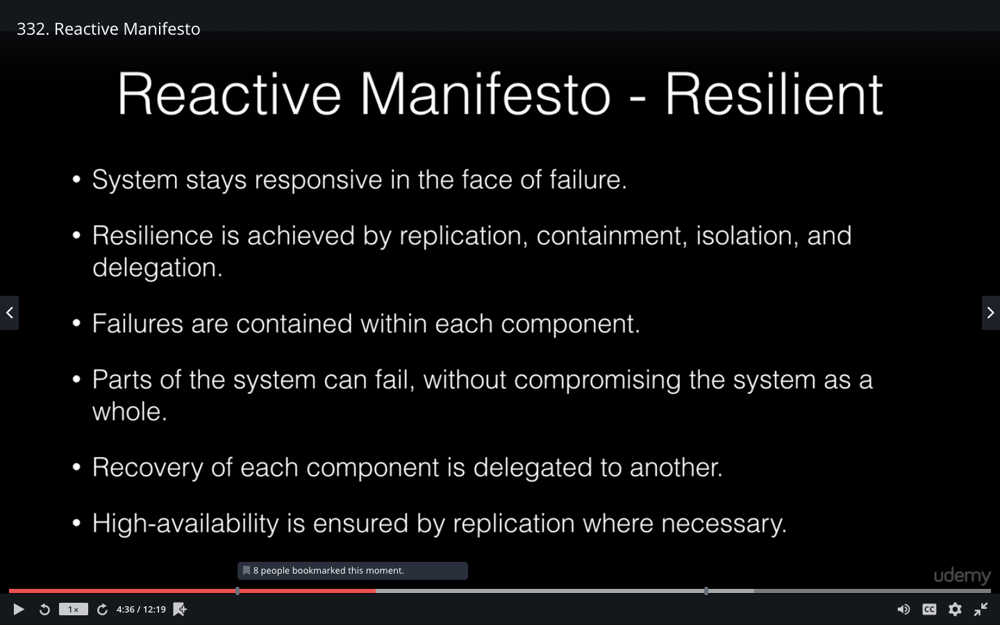 332. Reactive Manifesto
Reactive Manifesto - Resilient
• System stays responsive in the face of failure.
• Resilience is achieved by replication, containment, isolation, and
delegation.
• Failures are contained within each component.
• Parts of the system can fail, without compromising the system as a
whole.
• Recovery of each component is delegated to another.
• High-availability is ensured by replication where necessary.
8 people bookmarked this moment.
udemy
1× 4:36 / 12:19 CC